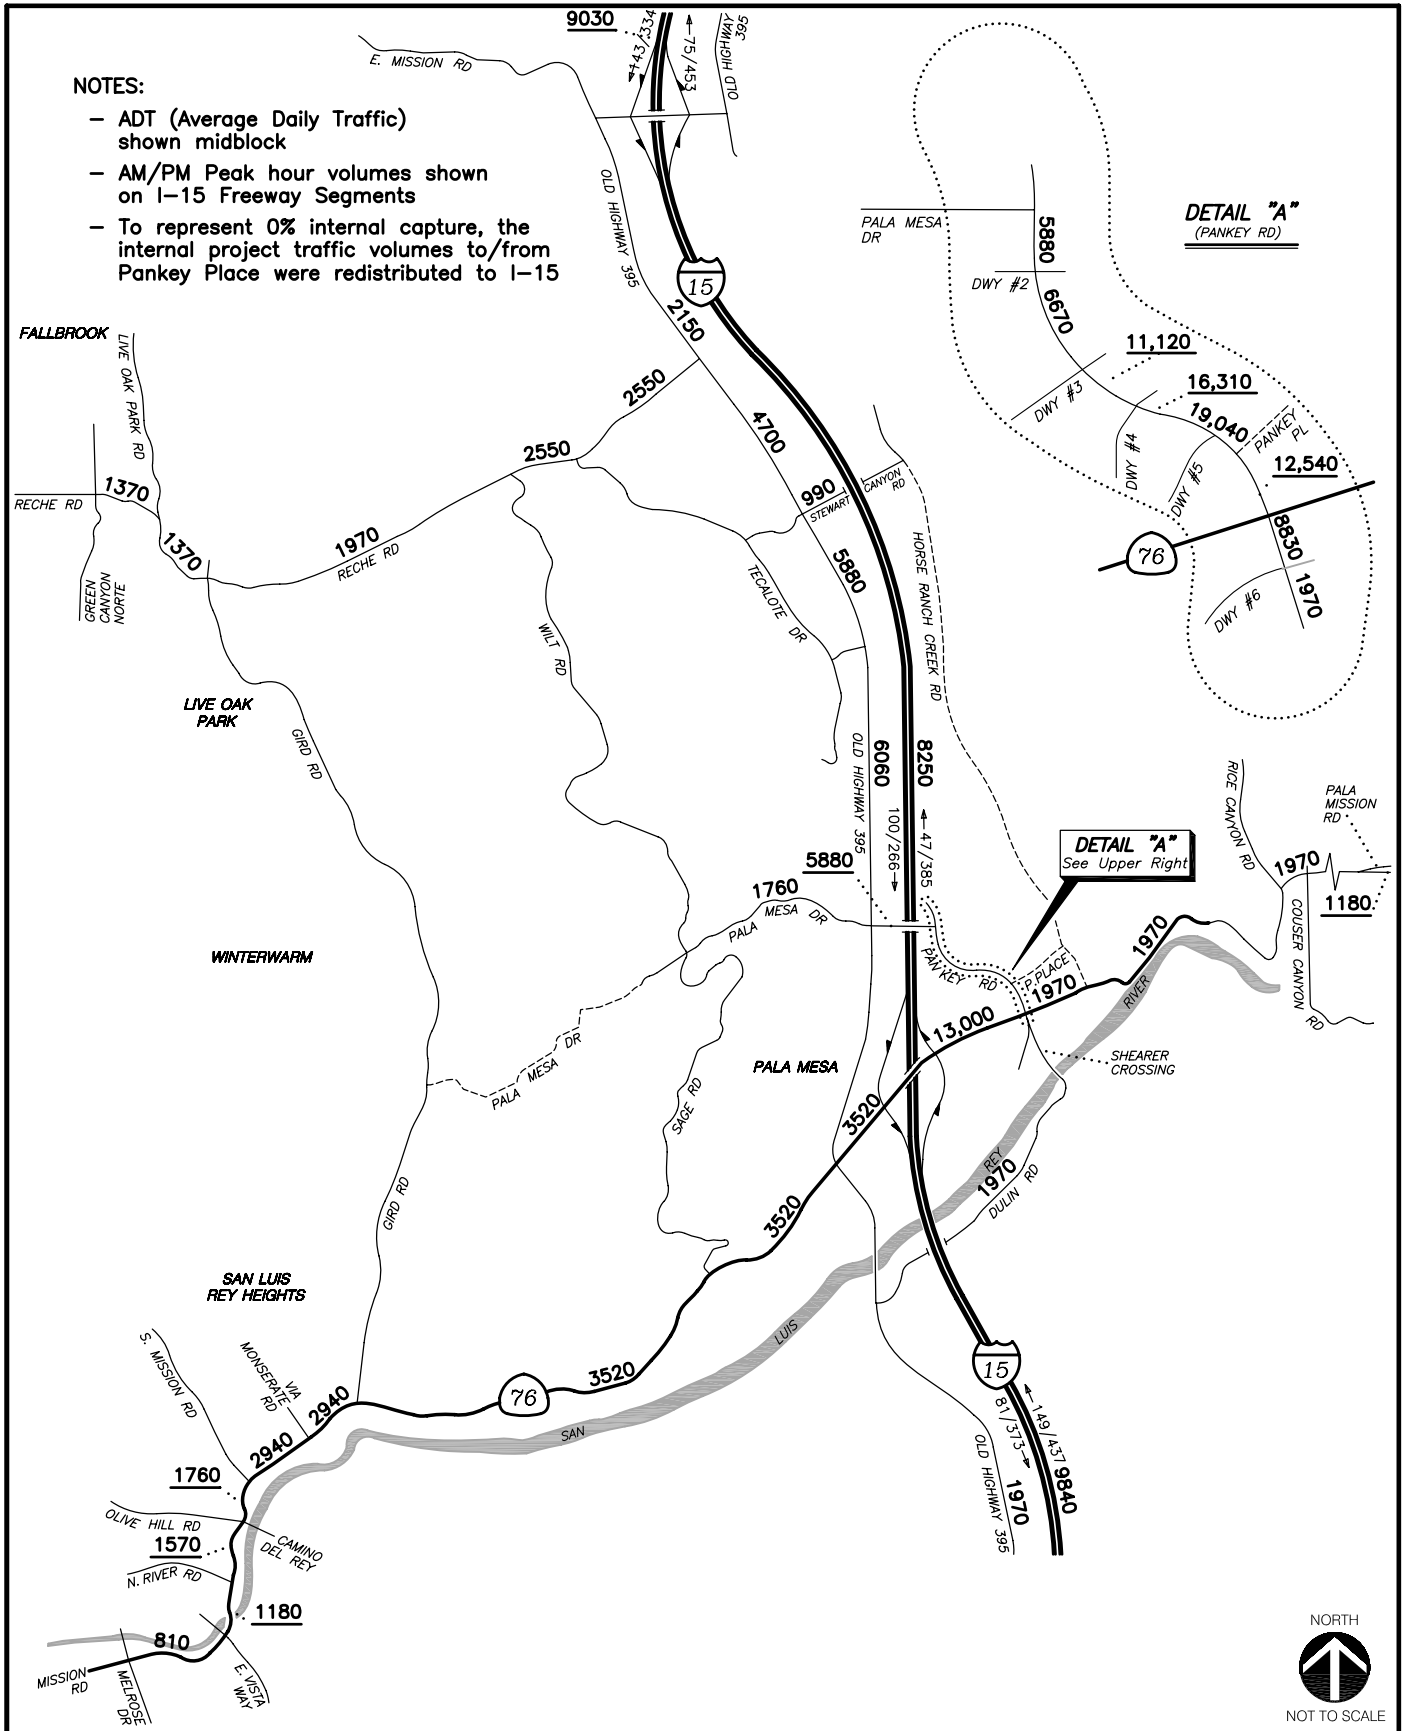 9030
143/334
75/453
OLD HIGHWAY
395
E. MISSION RD
NOTES:
– ADT (Average Daily Traffic)
shown midblock
– AM/PM Peak hour volumes shown
on I–15 Freeway Segments
– To represent 0% internal capture, the
internal project traffic volumes to/from
Pankey Place were redistributed to I–15
OLD HIGHWAY 395
15
2150
DETAIL "A"
(PANKEY RD)
PALA MESA
DR
5880
DWY #2
6670
11,120
DWY #3
16,310
DWY #4
19,040
DWY #5
PANKEY
PL
12,540
76
8830
DWY #6
1970
FALLBROOK
LIVE OAK PARK RD
2550
2550
4700
RECHE RD
1370
1370
1970
RECHE RD
GREEN
CANYON
NORTE
990
STEWART
CANYON
RD
5880
TECALOTE DR
WILT RD
HORSE RANCH CREEK RD
LIVE OAK
PARK
GIRD RD
OLD HIGHWAY 395
6060
8250
100/266
47/385
DETAIL "A"
See Upper Right
RICE CANYON RD
PALA
MISSION
RD
1970
1180
COUSER CANYON
RD
5880
1760
PALA MESA DR
WINTERWARM
PANKEY RD
P.PLACE
1970
1970
RIVER
13,000
SHEARER
CROSSING
PALA MESA DR
PALA MESA
SAGE RD
3520
REY
1970
DULIN RD
GIRD RD
3520
SAN LUIS
REY HEIGHTS
LUIS
15
S. MISSION RD
VIA
MONSERATE
RD
3520
76
2940
2940
SAN
81/373
149/437
9840
OLD HIGHWAY 395
1970
1760
OLIVE HILL RD
CAMINO
DEL REY
1570
N. RIVER RD
1180
810
MISSION
RD
MELROSE
DR
E. VISTA
WAY
NORTH
NOT TO SCALE